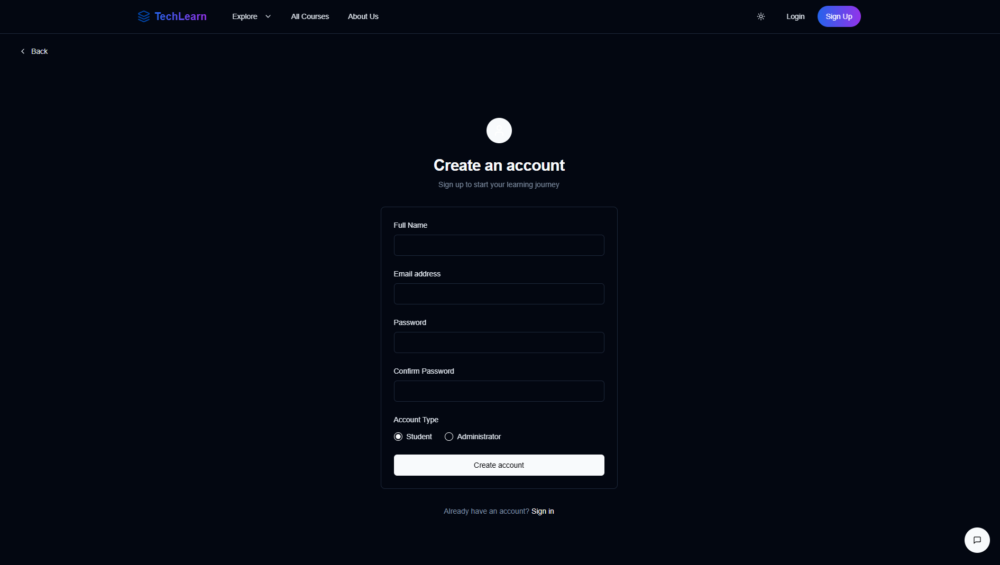 TechLearn
Explore
All Courses
About Us
Login
Sign Up
Back
Create an account
Sign up to start your learning journey
Full Name
Email address
Password
Confirm Password
Account Type
Student
Administrator
Create account
Already have an account? Sign in